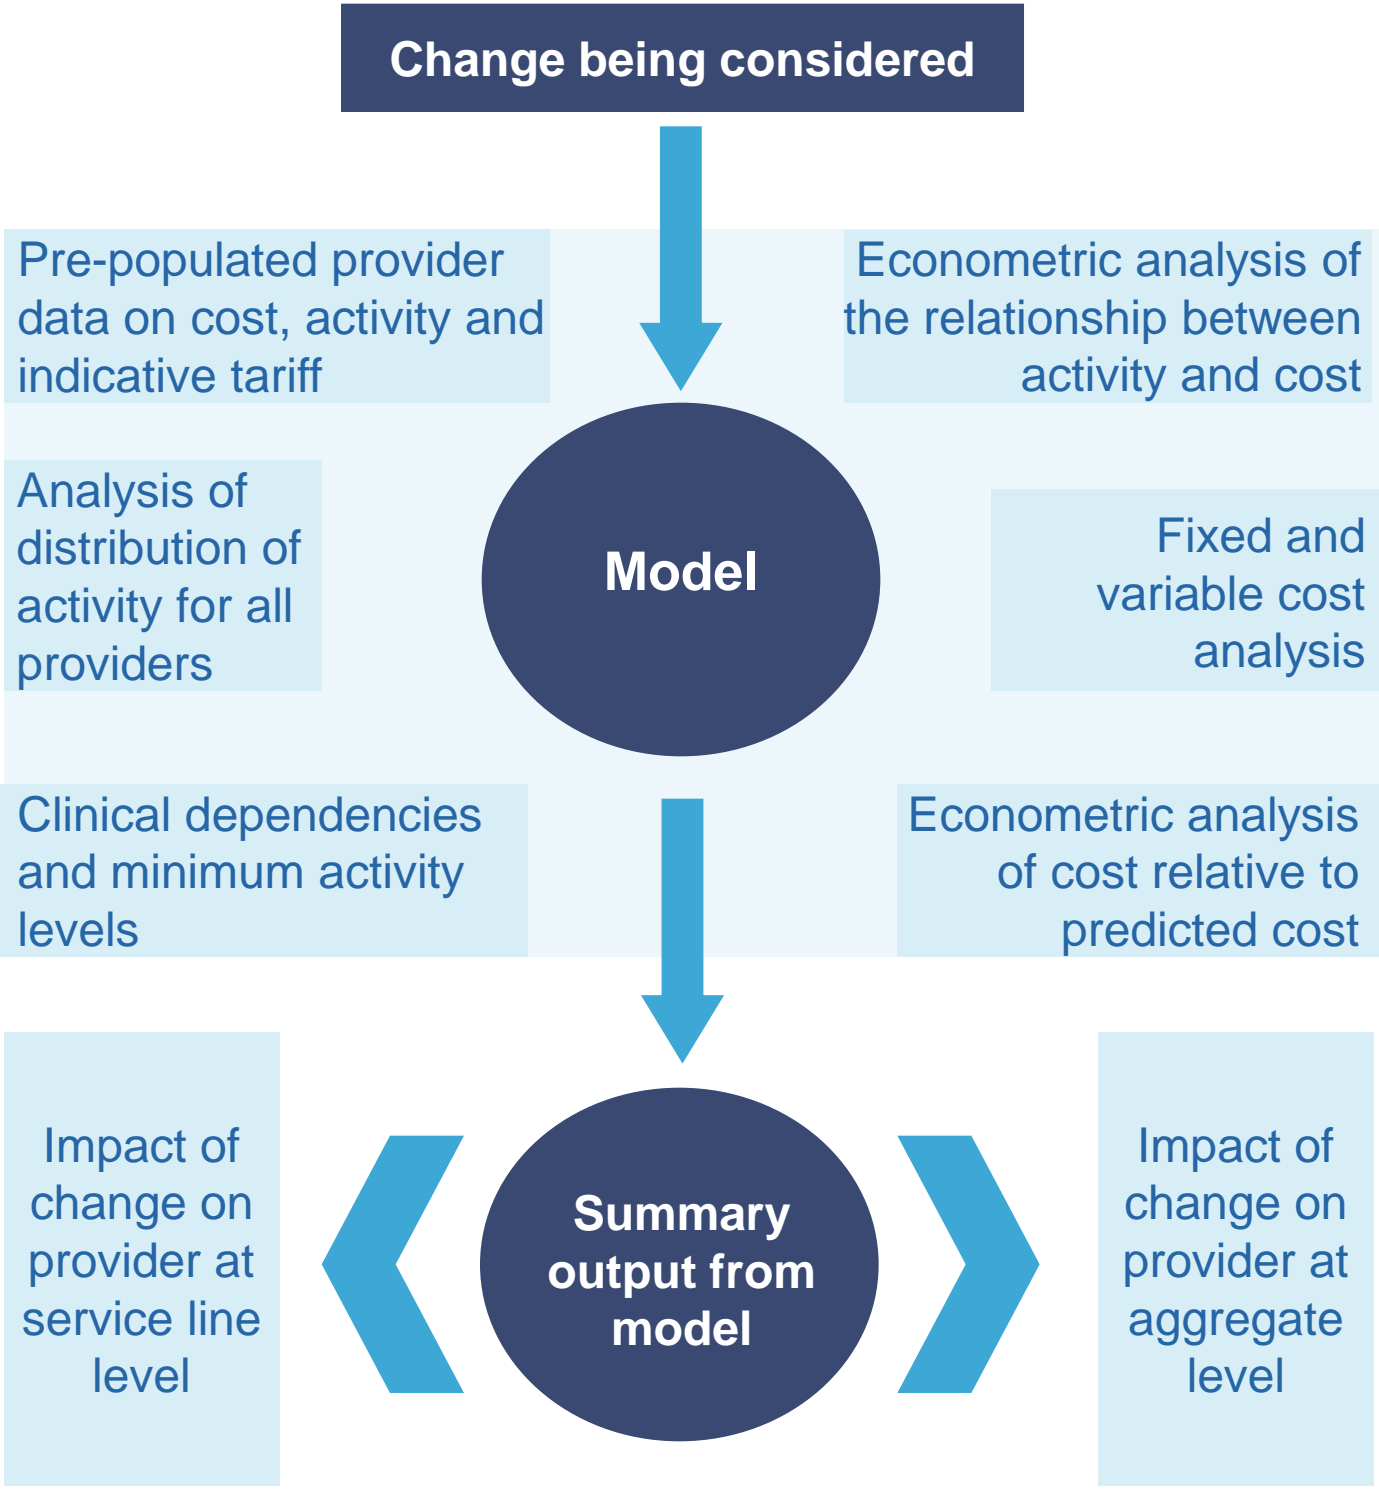 Change being considered
Pre-populated provider
data on cost, activity and
indicative tariff
Econometric analysis of
the relationship between
activity and cost
Analysis of
distribution of
activity for all
providers
Model
Fixed and
variable cost
analysis
Clinical dependencies
and minimum activity
levels
Econometric analysis
of cost relative to
predicted cost
Impact of
change on
provider at
service line
level
Summary
output from
model
Impact of
change on
provider at
aggregate
level